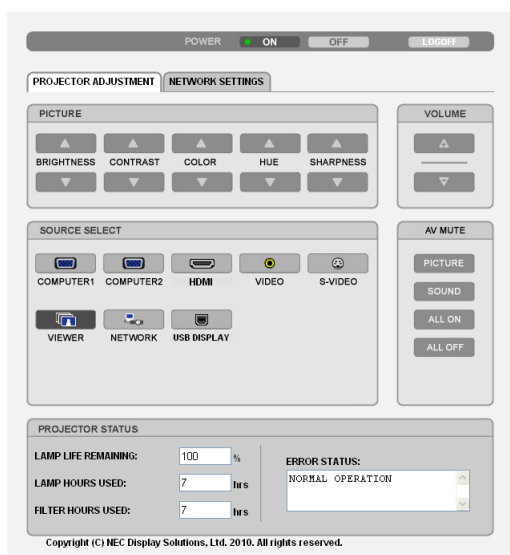 POWER ON OFF LOGOFF
PROJECTOR ADJUSTMENT NETWORK SETTINGS
PICTURE
BRIGHTNESS CONTRAST COLOR HUE SHARPNESS
VOLUME
SOURCE SELECT
COMPUTER1 COMPUTER2 HDMI VIDEO S-VIDEO
VIEWER NETWORK USB DISPLAY
AV MUTE
PICTURE
SOUND
ALL ON
ALL OFF
PROJECTOR STATUS
LAMP LIFE REMAINING: 100 %
LAMP HOURS USED: 7 hrs
FILTER HOURS USED: 7 hrs
ERROR STATUS:
NORMAL OPERATION
Copyright (C) NEC Display Solutions, Ltd. 2010. All rights reserved.